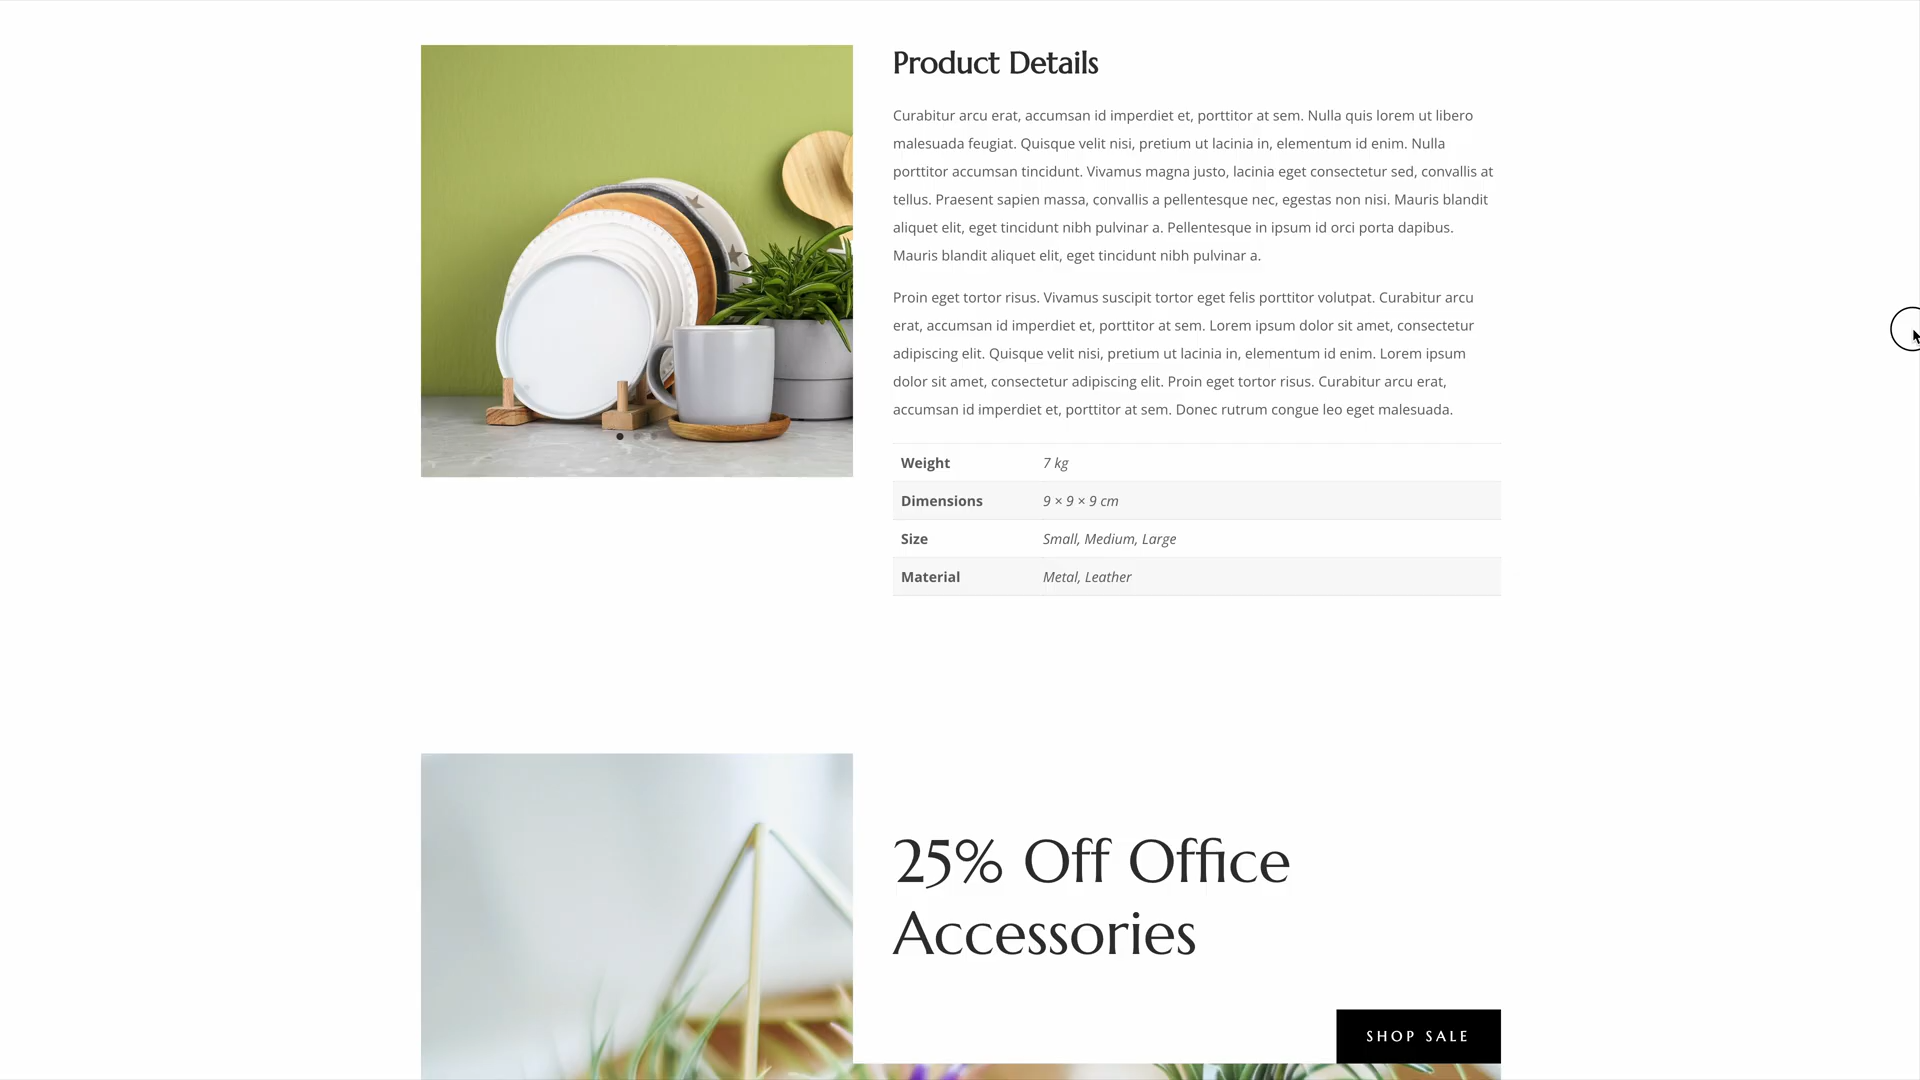 Product Details
Curabitur arcu erat, accumsan id imperdiet et, porttitor at sem. Nulla quis lorem ut libero
malesuada feugiat. Quisque velit nisi, pretium ut lacinia in, elementum id enim. Nulla
porttitor accumsan tincidunt. Vivamus magna justo, lacinia eget consectetur sed, convallis at
tellus. Praesent sapien massa, convallis a pellentesque nec, egestas non nisi. Mauris blandit
aliquet elit, eget tincidunt nibh pulvinar a. Pellentesque in ipsum id orci porta dapibus.
Mauris blandit aliquet elit, eget tincidunt nibh pulvinar a.
Proin eget tortor risus. Vivamus suscipit tortor eget felis porttitor volutpat. Curabitur arcu
erat, accumsan id imperdiet et, porttitor at sem. Lorem ipsum dolor sit amet, consectetur
adipiscing elit. Quisque velit nisi, pretium ut lacinia in, elementum id enim. Lorem ipsum
dolor sit amet, consectetur adipiscing elit. Proin eget tortor risus. Curabitur arcu erat,
accumsan id imperdiet et, porttitor at sem. Donec rutrum congue leo eget malesuada.
Weight 7 kg
Dimensions 9 × 9 × 9 cm
Size Small, Medium, Large
Material Metal, Leather
25% Off Office
Accessories
SHOP SALE